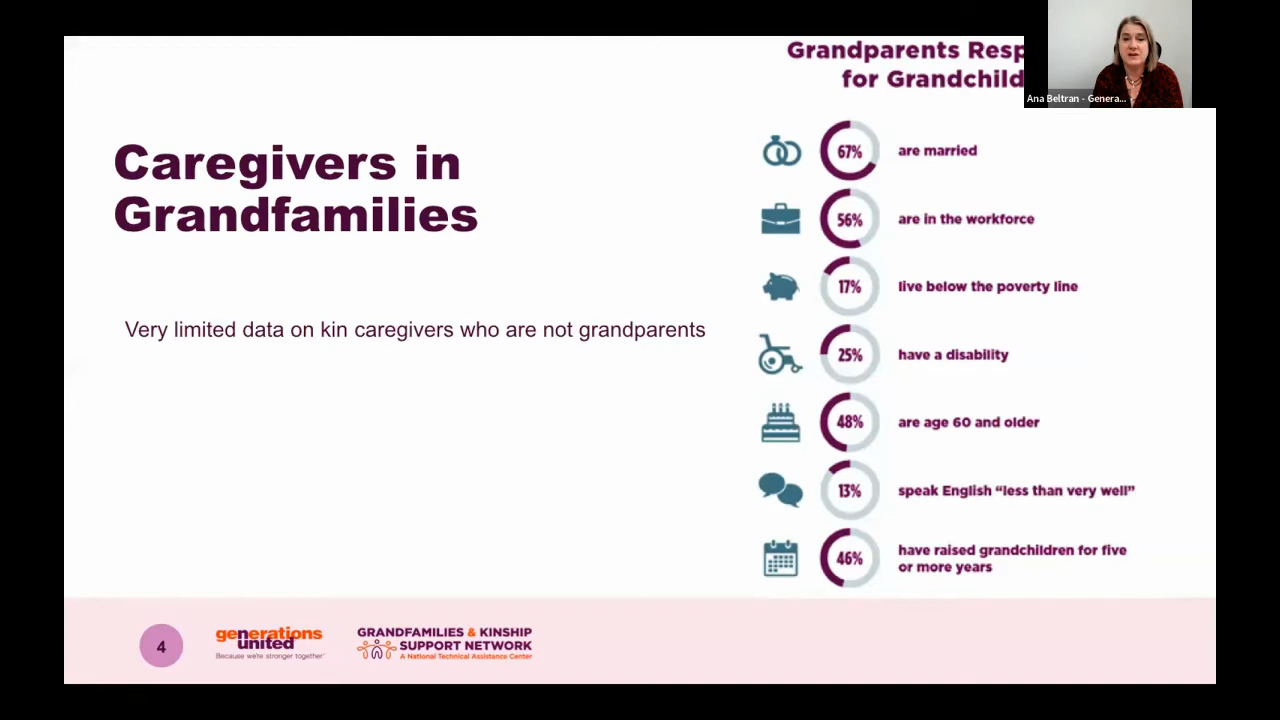 Grandparents Resp
for Grandchild
Ana Beltran - Genera...
Caregivers in
Grandfamilies
Very limited data on kin caregivers who are not grandparents
67% are married
56% are in the workforce
17% live below the poverty line
25% have a disability
48% are age 60 and older
13% speak English “less than very well”
46% have raised grandchildren for five
or more years
4
generations
united
Because we're stronger together®
GRANDFAMILIES & KINSHIP
SUPPORT NETWORK
A National Technical Assistance Center